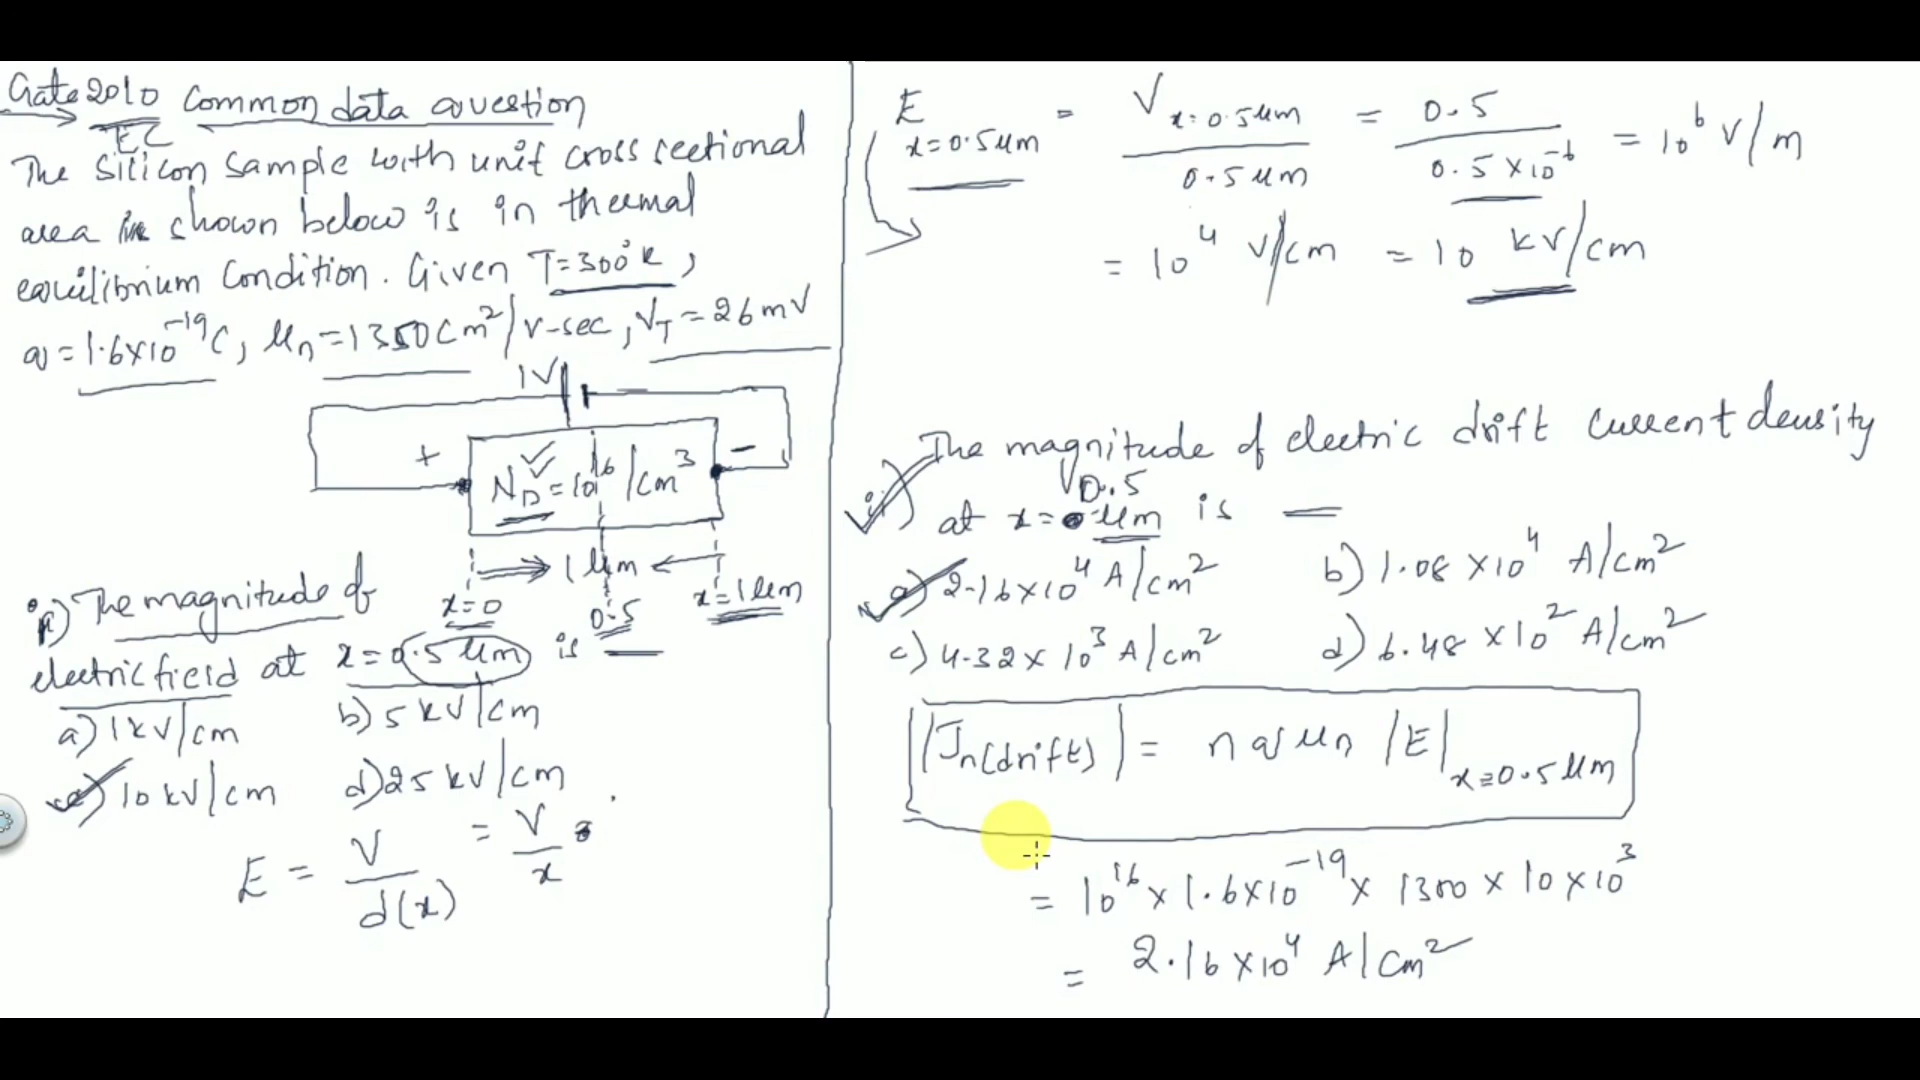 Gate 2010 Common data question
EC
The silicon sample with unit cross sectional
area shown below is in thermal
equilibrium condition. Given T=300°k,
q=1.6×10⁻¹⁹C, μn=1350cm²/v-sec, VT=26mV
1V
+ -
ND=10¹⁶/cm³
1μm
x=0 0.5 x=1μm
i) The magnitude of
electric field at x=0.5μm is —
a) 1kV/cm b) 5kV/cm
c) 10kV/cm d) 25kV/cm
E = V/d(x) = V/x
E x=0.5μm = V x=0.5μm / 0.5μm = 0.5 / 0.5×10⁻⁶ = 10⁶ V/m
= 10⁴ V/cm = 10 kV/cm
ii) The magnitude of electric drift current density
at x=0.5μm is —
a) 2.16×10⁴ A/cm² b) 1.08×10⁴ A/cm²
c) 4.32×10³ A/cm² d) 6.48×10² A/cm²
|Jn(drift)| = n q μn |E| x=0.5μm
= 10¹⁶×1.6×10⁻¹⁹×1300×10×10³
= 2.16×10⁴ A/cm²